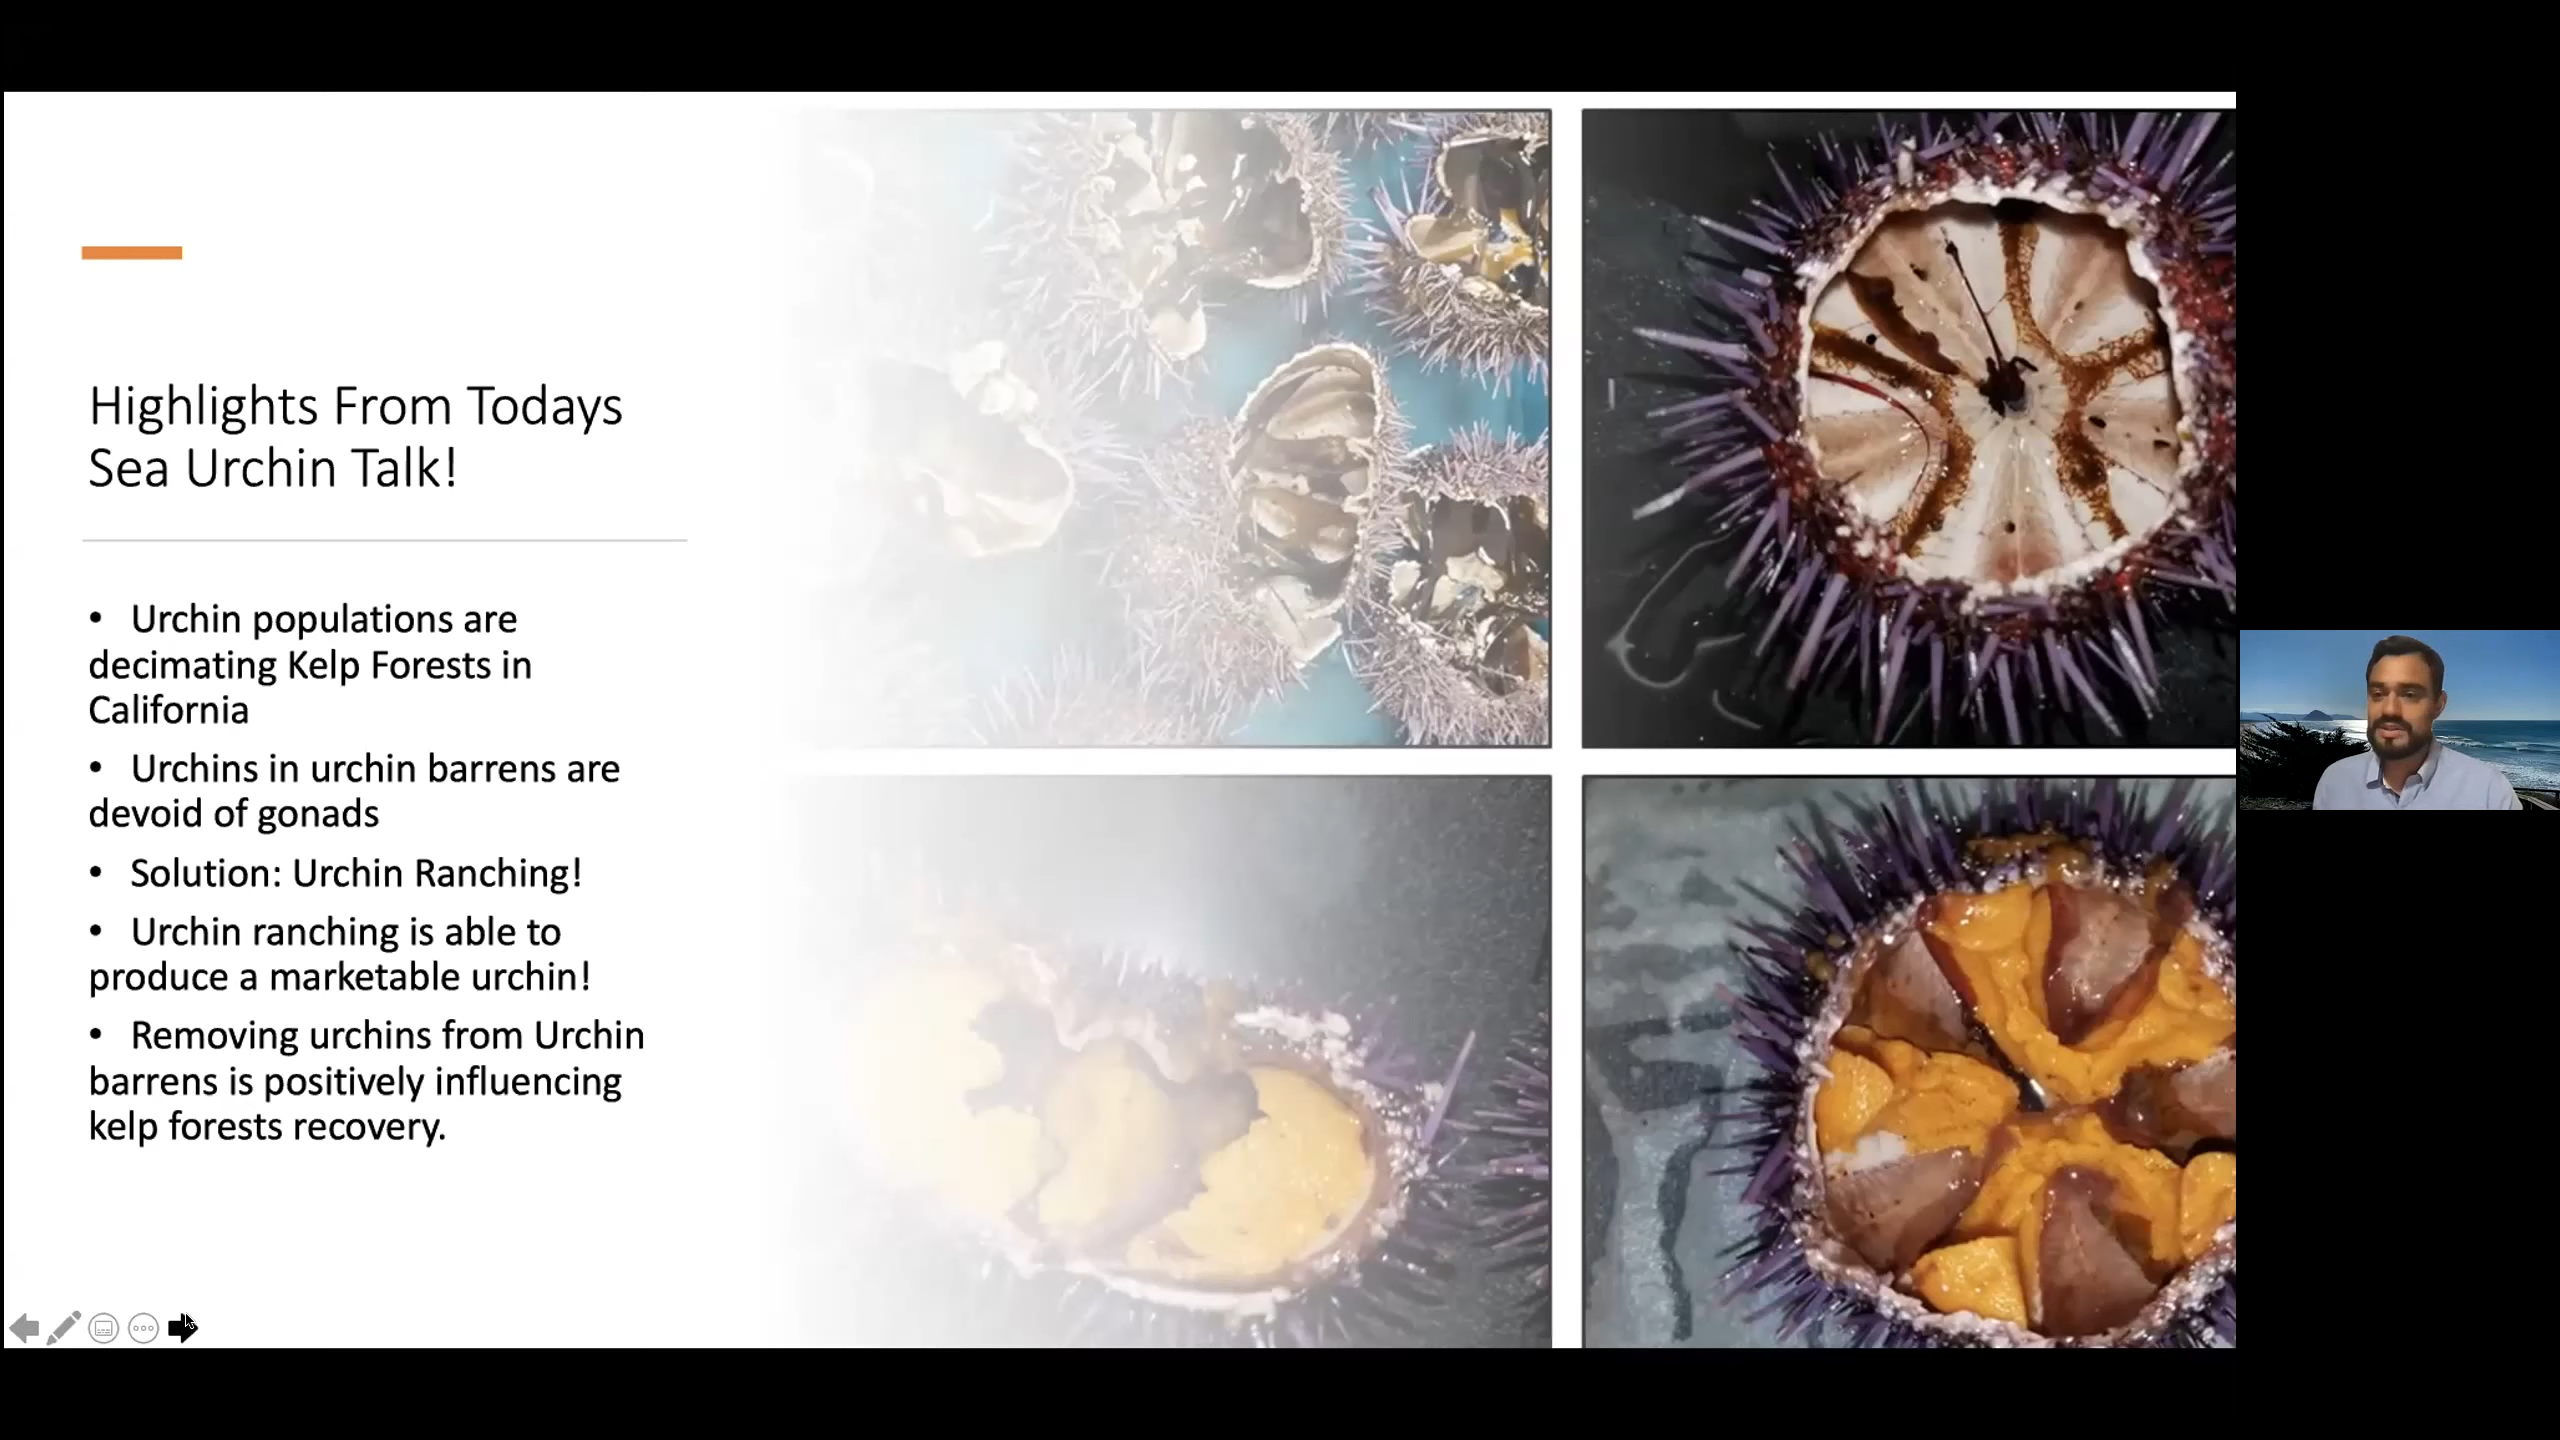 Highlights From Todays
Sea Urchin Talk!
• Urchin populations are
decimating Kelp Forests in
California
• Urchins in urchin barrens are
devoid of gonads
• Solution: Urchin Ranching!
• Urchin ranching is able to
produce a marketable urchin!
• Removing urchins from Urchin
barrens is positively influencing
kelp forests recovery.